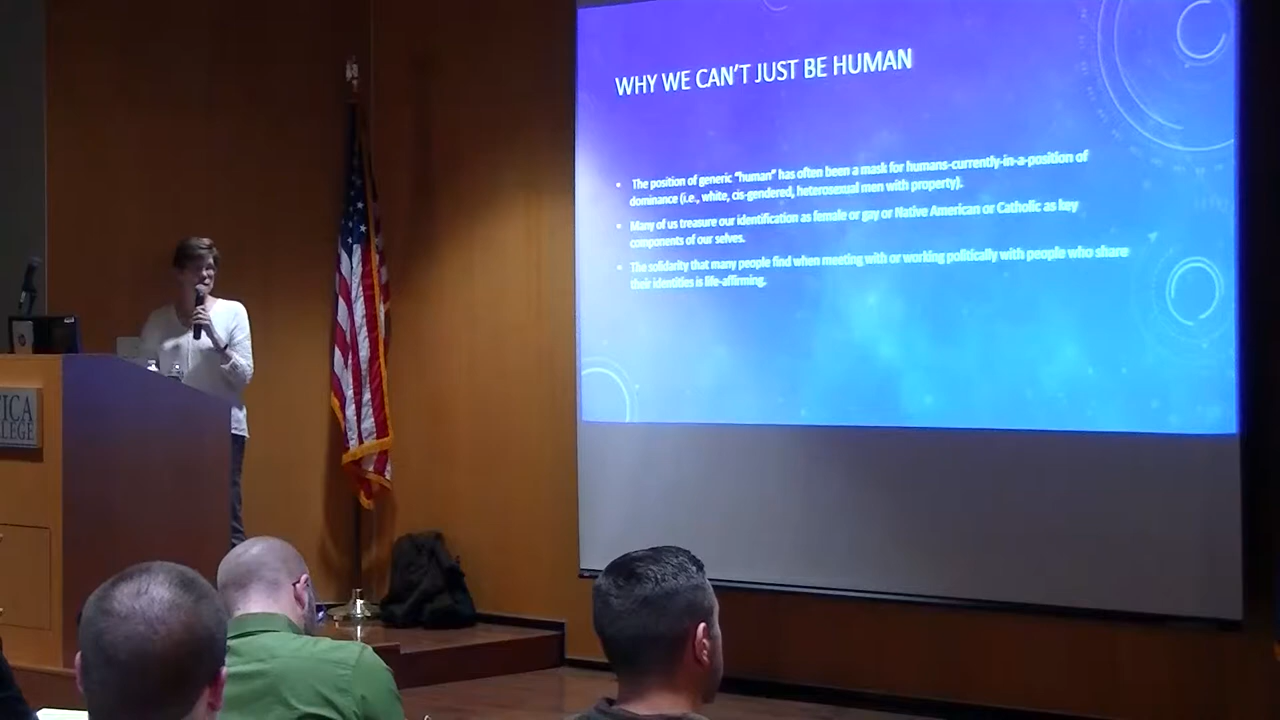 WHY WE CAN'T JUST BE HUMAN
• The position of generic "human" has often been a mask for humans-currently-in-a-position of
dominance (i.e., white, cis-gendered, heterosexual men with property).
• Many of us treasure our identification as female or gay or Native American or Catholic as key
components of our selves.
• The solidarity that many people find when meeting with or working politically with people who share
their identities is life-affirming.
TICA
LLEGE